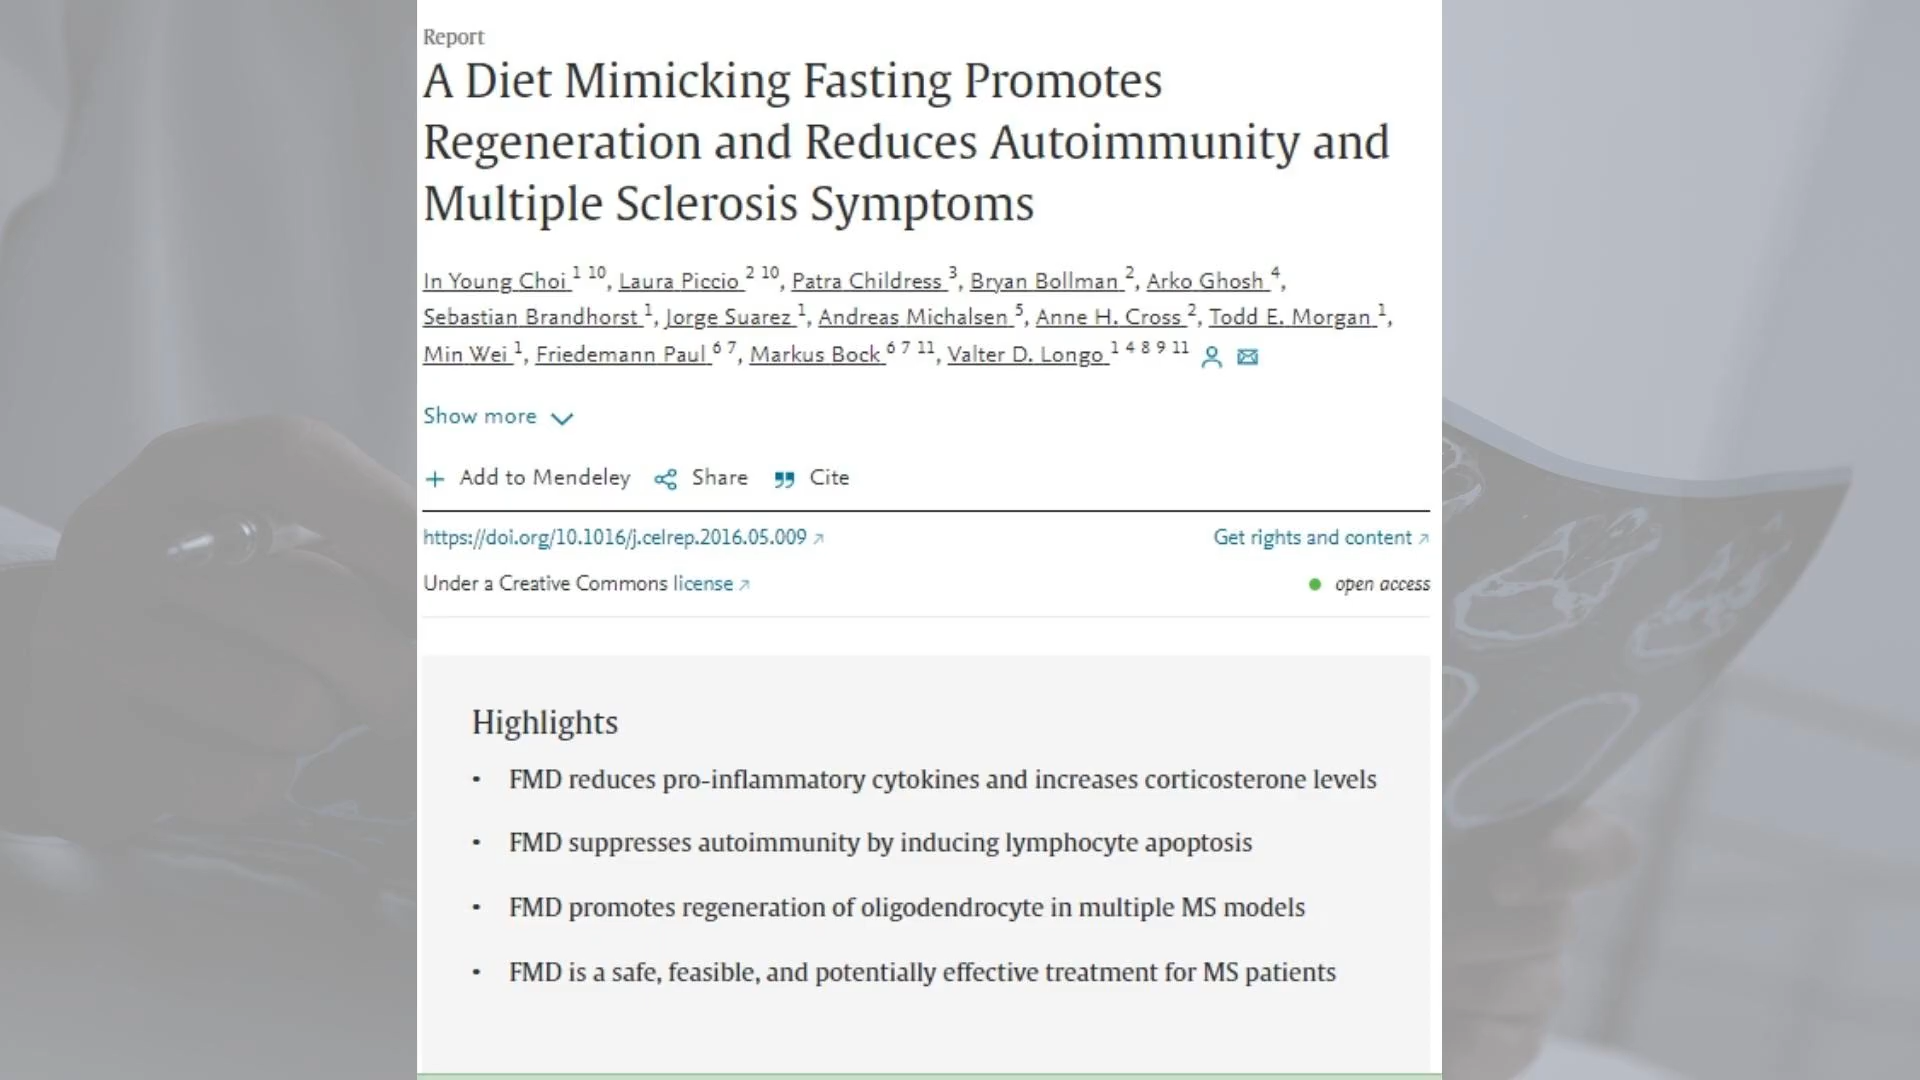 Report
A Diet Mimicking Fasting Promotes
Regeneration and Reduces Autoimmunity and
Multiple Sclerosis Symptoms
In Young Choi 1 10, Laura Piccio 2 10, Patra Childress 3, Bryan Bollman 2, Arko Ghosh 4,
Sebastian Brandhorst 1, Jorge Suarez 1, Andreas Michalsen 5, Anne H. Cross 2, Todd E. Morgan 1,
Min Wei 1, Friedemann Paul 6 7, Markus Bock 6 7 11, Valter D. Longo 1 4 8 9 11
Show more
+ Add to Mendeley Share Cite
https://doi.org/10.1016/j.celrep.2016.05.009 ↗ Get rights and content ↗
Under a Creative Commons license ↗ • open access
Highlights
• FMD reduces pro-inflammatory cytokines and increases corticosterone levels
• FMD suppresses autoimmunity by inducing lymphocyte apoptosis
• FMD promotes regeneration of oligodendrocyte in multiple MS models
• FMD is a safe, feasible, and potentially effective treatment for MS patients